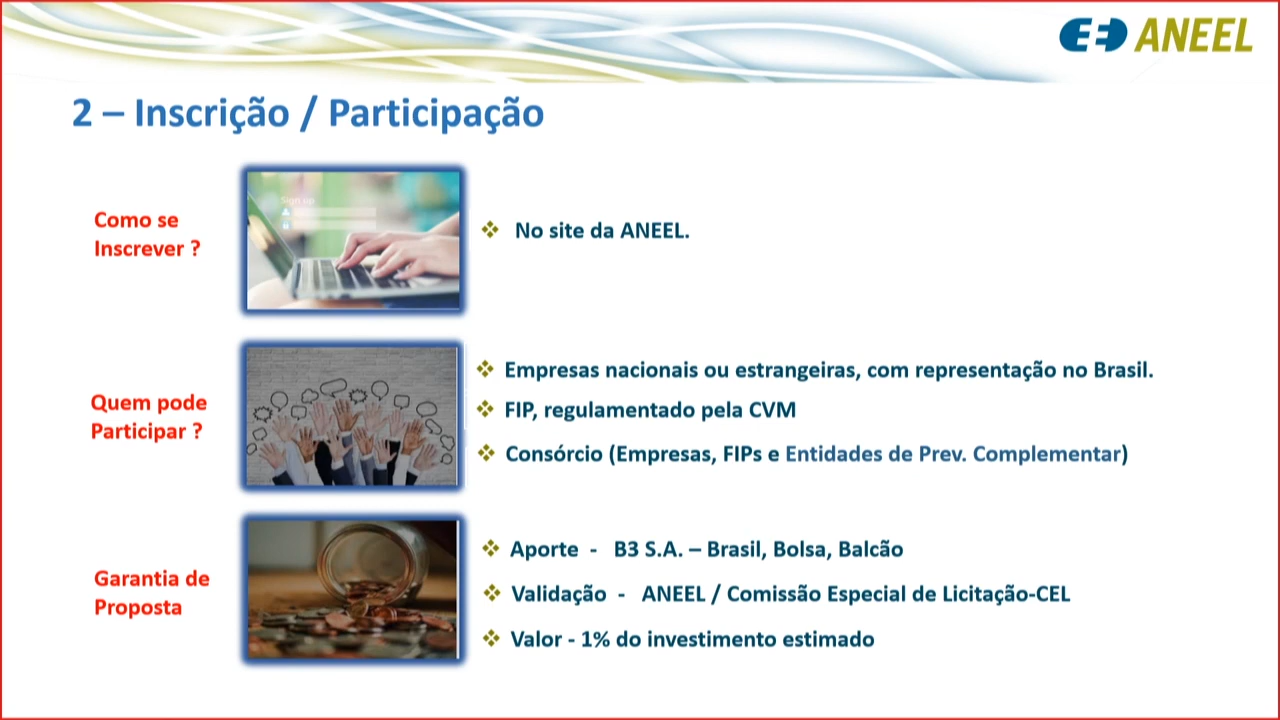 ANEEL
2 – Inscrição / Participação
Como se
Inscrever ?
Sign up
❖ No site da ANEEL.
Quem pode
Participar ?
❖ Empresas nacionais ou estrangeiras, com representação no Brasil.
❖ FIP, regulamentado pela CVM
❖ Consórcio (Empresas, FIPs e Entidades de Prev. Complementar)
Garantia de
Proposta
❖ Aporte - B3 S.A. – Brasil, Bolsa, Balcão
❖ Validação - ANEEL / Comissão Especial de Licitação-CEL
❖ Valor - 1% do investimento estimado